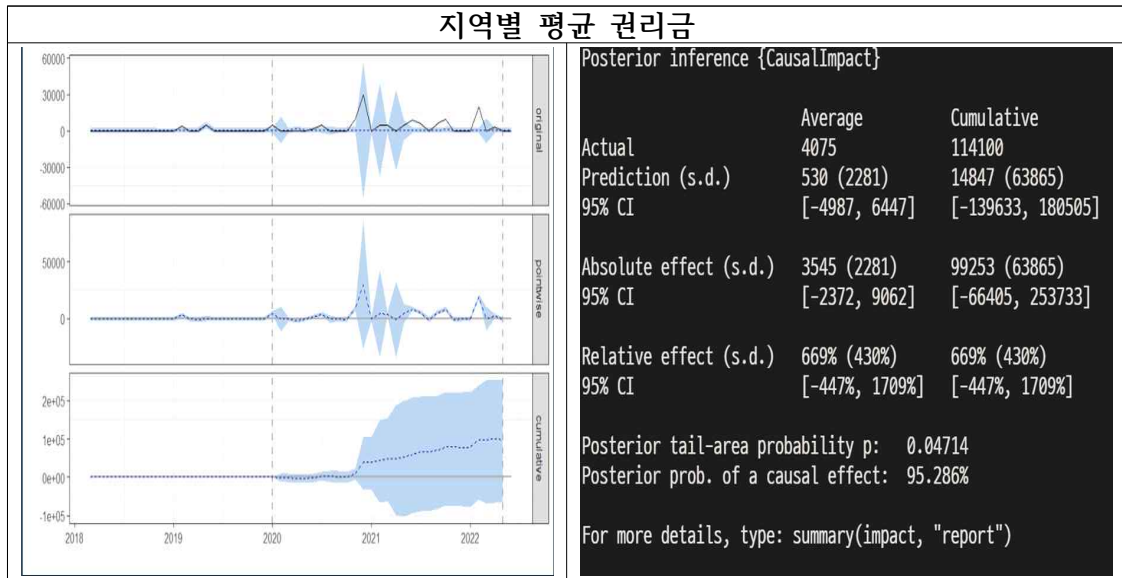 지역별 평균 권리금
60000
30000
0
-30000
-60000
original
50000
0
pointwise
2e+05
1e+05
0e+00
-1e+05
cumulative
2018 2019 2020 2021 2022
Posterior inference {CausalImpact}
Average Cumulative
Actual 4075 114100
Prediction (s.d.) 530 (2281) 14847 (63865)
95% CI [-4987, 6447] [-139633, 180505]
Absolute effect (s.d.) 3545 (2281) 99253 (63865)
95% CI [-2372, 9062] [-66405, 253733]
Relative effect (s.d.) 669% (430%) 669% (430%)
95% CI [-447%, 1709%] [-447%, 1709%]
Posterior tail-area probability p: 0.04714
Posterior prob. of a causal effect: 95.286%
For more details, type: summary(impact, "report")